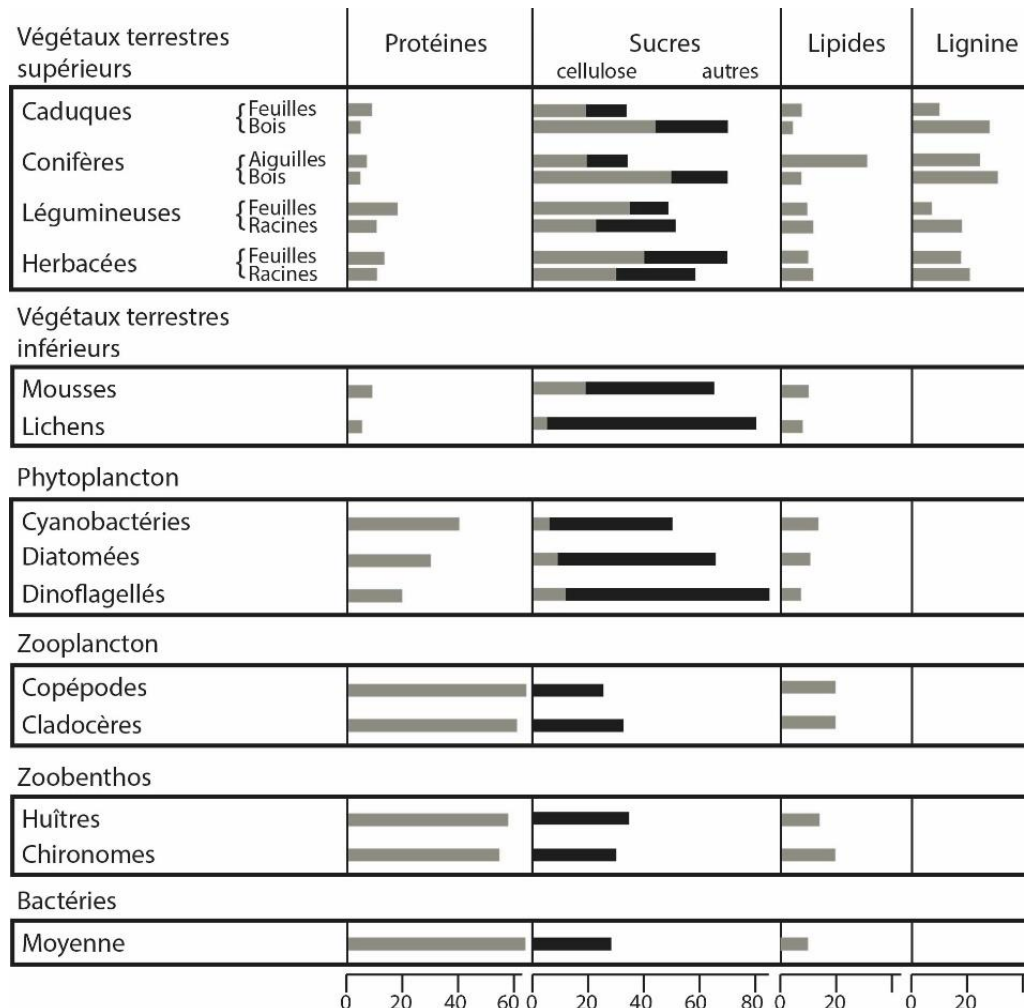 Végétaux terrestres
supérieurs
Protéines
Sucres
cellulose autres
Lipides
Lignine
Caduques { Feuilles
{ Bois
Conifères { Aiguilles
{ Bois
Légumineuses { Feuilles
{ Racines
Herbacées { Feuilles
{ Racines
Végétaux terrestres
inférieurs
Mousses
Lichens
Phytoplancton
Cyanobactéries
Diatomées
Dinoflagellés
Zooplancton
Copépodes
Cladocères
Zoobenthos
Huîtres
Chironomes
Bactéries
Moyenne
0 20 40 60 0 20 40 60 80 0 20 0 20